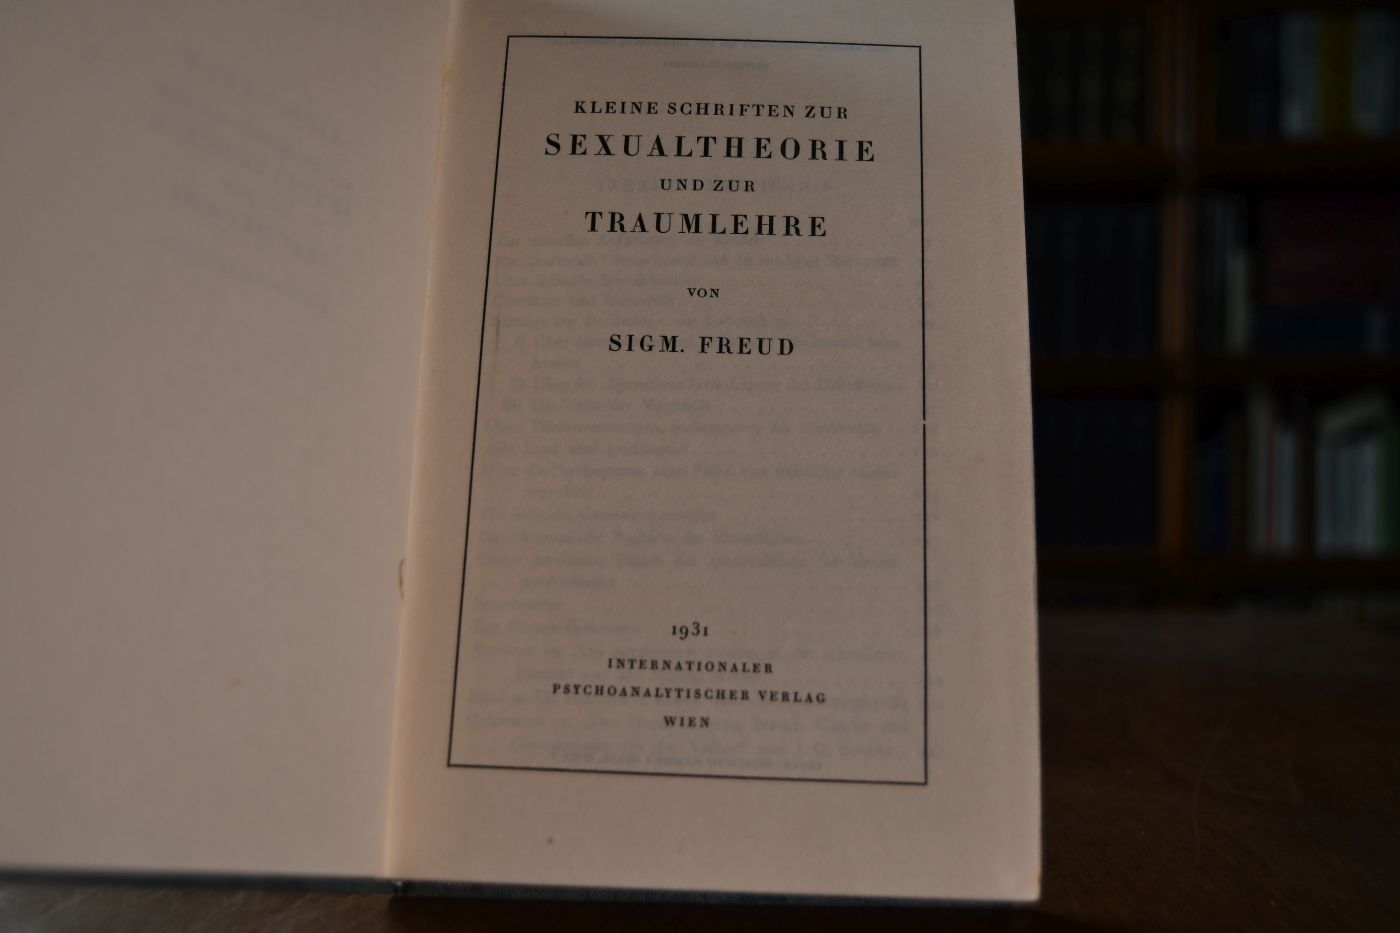 KLEINE SCHRIFTEN ZUR
SEXUALTHEORIE
UND ZUR
TRAUMLEHRE
VON
SIGM. FREUD
1931
INTERNATIONALER
PSYCHOANALYTISCHER VERLAG
WIEN